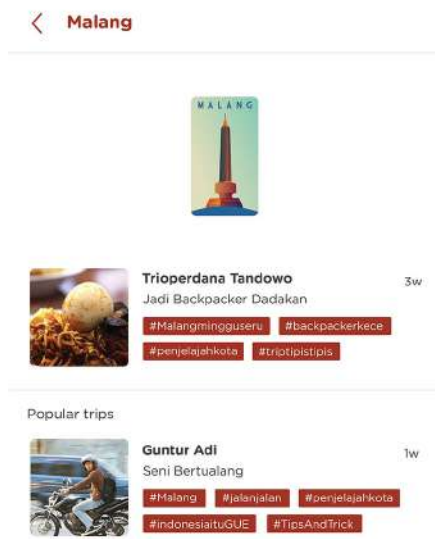 Malang
MALANG
Trioperdana Tandowo
3w
Jadi Backpacker Dadakan
#Malangmingguseru #backpackerkece
#penjelajahkota #triptipistipis
Popular trips
Guntur Adi
1w
Seni Bertualang
#Malang #jalanjalan #penjelajahkota
#indonesiaituGUE #TipsAndTrick